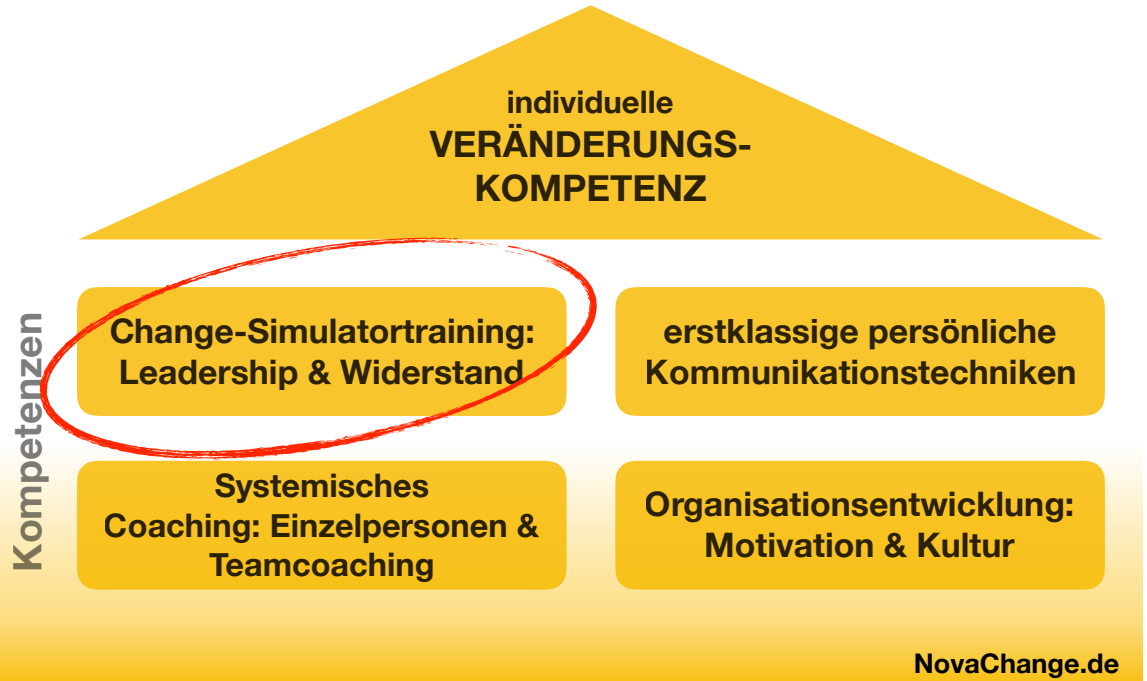 individuelle
VERÄNDERUNGS-
KOMPETENZ
Kompetenzen
Change-Simulatortraining:
Leadership & Widerstand
erstklassige persönliche
Kommunikationstechniken
Systemisches
Coaching: Einzelpersonen &
Teamcoaching
Organisationsentwicklung:
Motivation & Kultur
NovaChange.de